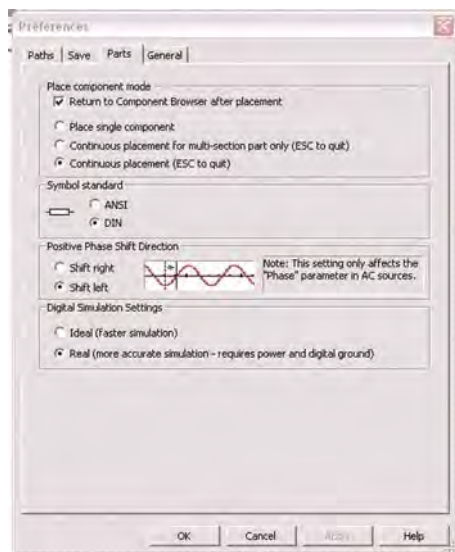 Preferences
Paths Save Parts General
Place component mode
Return to Component Browser after placement
Place single component
Continuous placement for multi-section part only (ESC to quit)
Continuous placement (ESC to quit)
Symbol standard
ANSI
DIN
Positive Phase Shift Direction
Shift right
Shift left
Note: This setting only affects the
"Phase" parameter in AC sources.
Digital Simulation Settings
Ideal (faster simulation)
Real (more accurate simulation - requires power and digital ground)
OK Cancel Apply Help